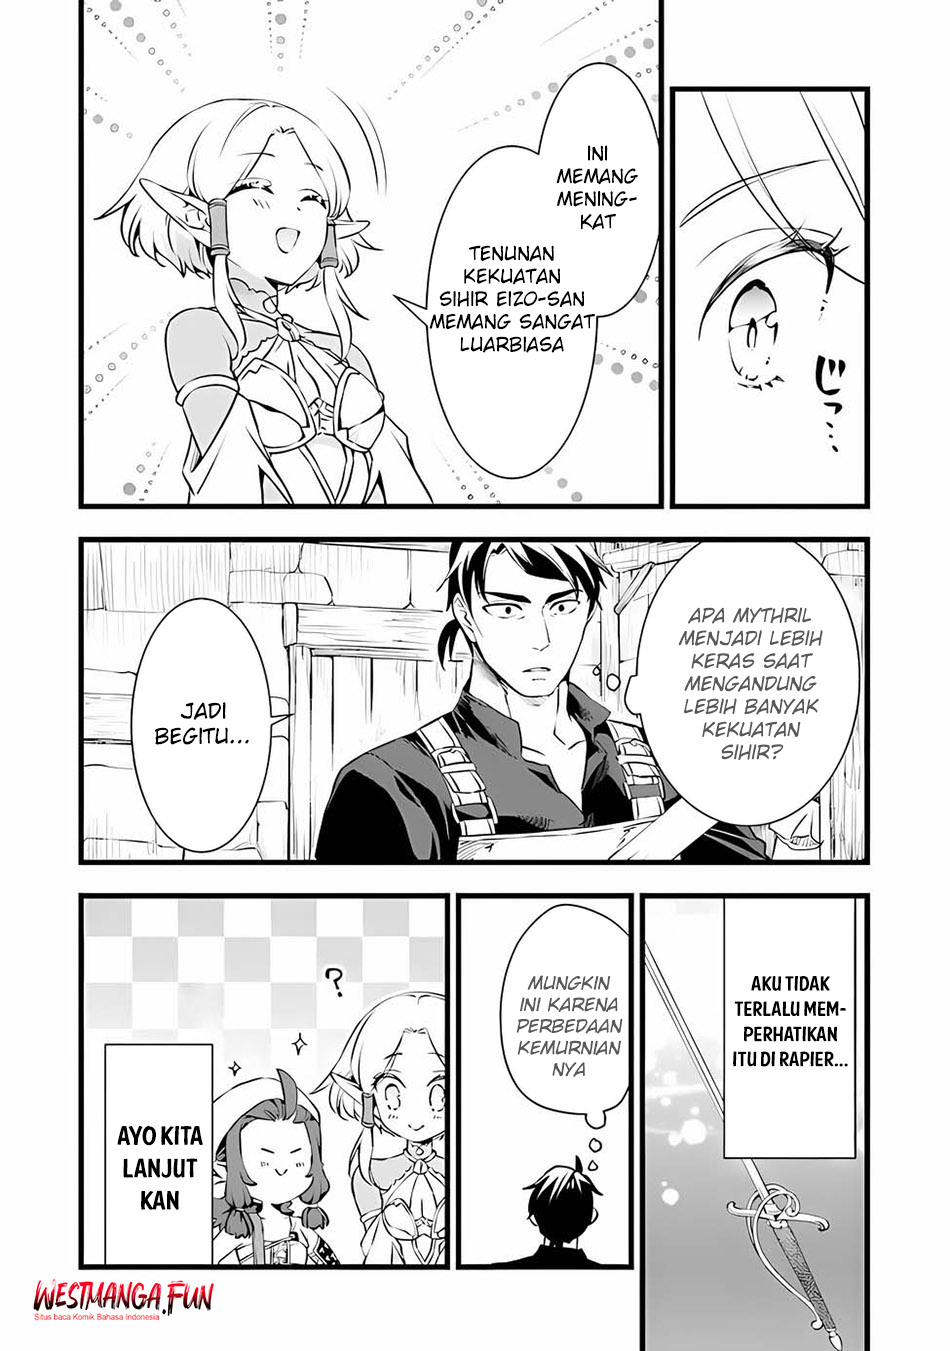 じっ…
INI
MEMANG
MENING-
KAT
TENUNAN
KEKUATAN
SIHIR EIZO-SAN
MEMANG SANGAT
LUARBIASA
APA MYTHRIL
MENJADI LEBIH
KERAS SAAT
MENGANDUNG
LEBIH BANYAK
KEKUATAN
SIHIR?
JADI
BEGITU...
AKU TIDAK
TERLALU MEM-
PERHATIKAN
ITU DI RAPIER...
MUNGKIN
INI KARENA
PERBEDAAN
KEMURNIAN
NYA
?
AYO KITA
LANJUT
KAN
WESTMANGA.FUN
Situs baca Komik Bahasa Indonesia